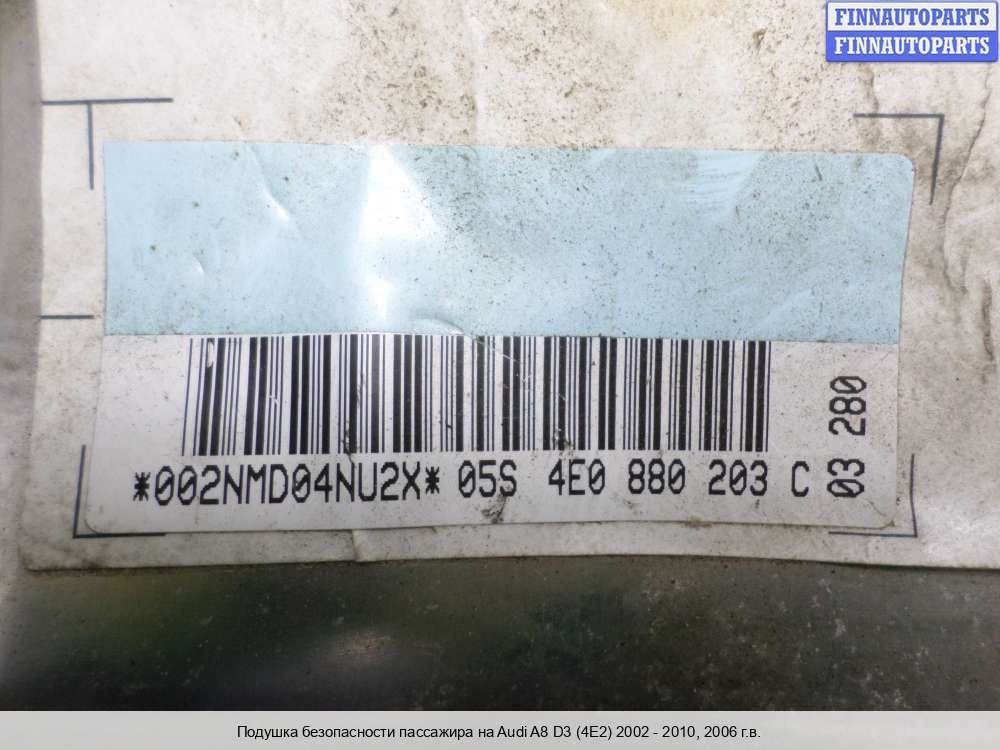 FINNAUTOPARTS
FINNAUTOPARTS
*002NMD04NU2X* 05S 4E0 880 203 C
03 280
Подушка безопасности пассажира на Audi A8 D3 (4E2) 2002 - 2010, 2006 г.в.